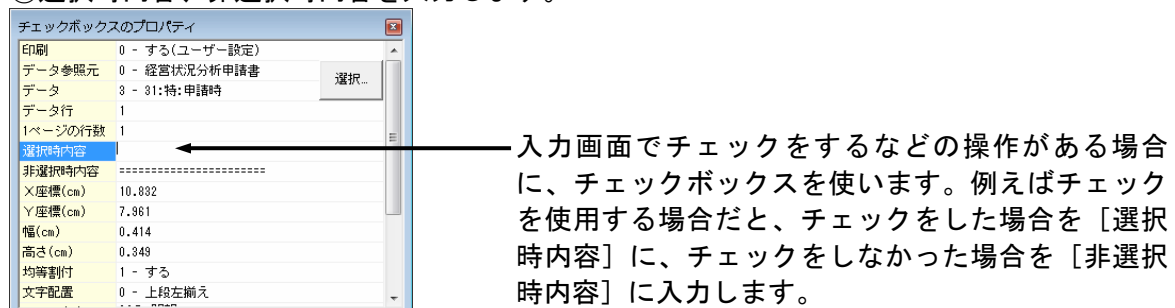 チェックボックスのプロパティ
印刷 0 - する(ユーザー設定)
データ参照元 0 - 経営状況分析申請書
選択...
データ 3 - 31:特:申請時
データ行 1
1ページの行数 1
選択時内容
非選択時内容 =======================
X座標(cm) 10.832
Y座標(cm) 7.961
幅(cm) 0.414
高さ(cm) 0.349
均等割付 1 - する
文字配置 0 - 上段左揃え
入力画面でチェックをするなどの操作がある場合
に、チェックボックスを使います。例えばチェック
を使用する場合だと、チェックをした場合を[選択
時内容]に、チェックをしなかった場合を[非選択
時内容]に入力します。